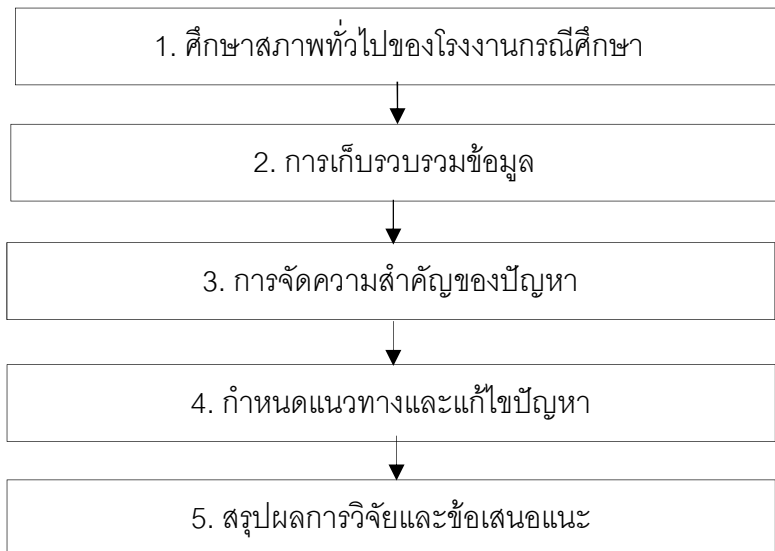 1. ศึกษาสภาพทั่วไปของโรงงานกรณีศึกษา
2. การเก็บรวบรวมข้อมูล
3. การจัดความสำคัญของปัญหา
4. กำหนดแนวทางและแก้ไขปัญหา
5. สรุปผลการวิจัยและข้อเสนอแนะ